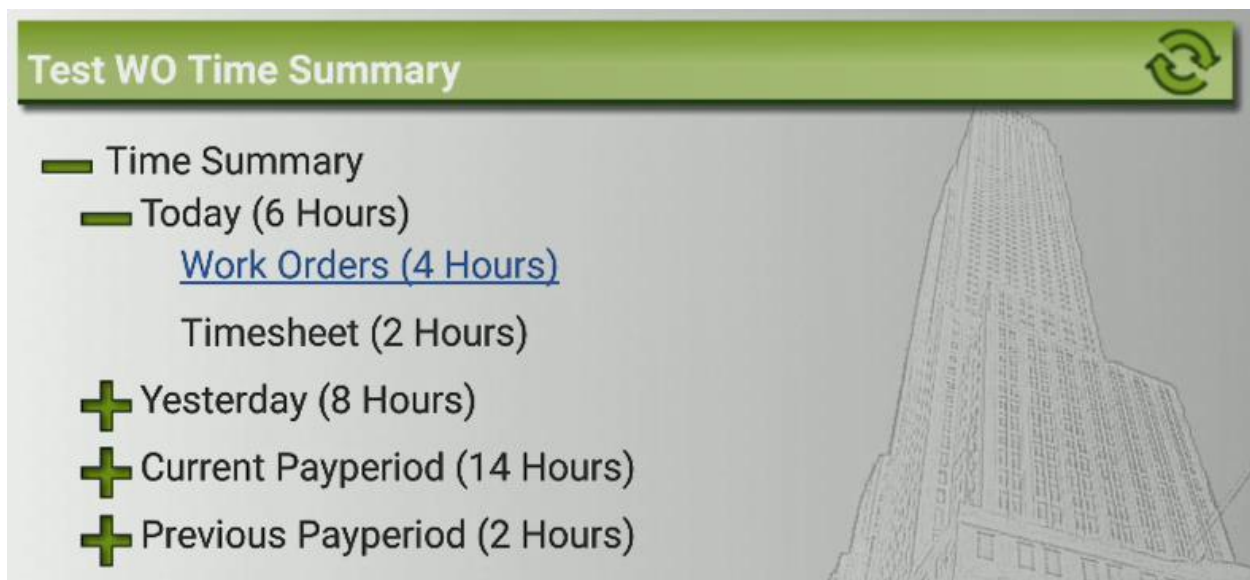 Test WO Time Summary
Time Summary
Today (6 Hours)
Work Orders (4 Hours)
Timesheet (2 Hours)
Yesterday (8 Hours)
Current Payperiod (14 Hours)
Previous Payperiod (2 Hours)